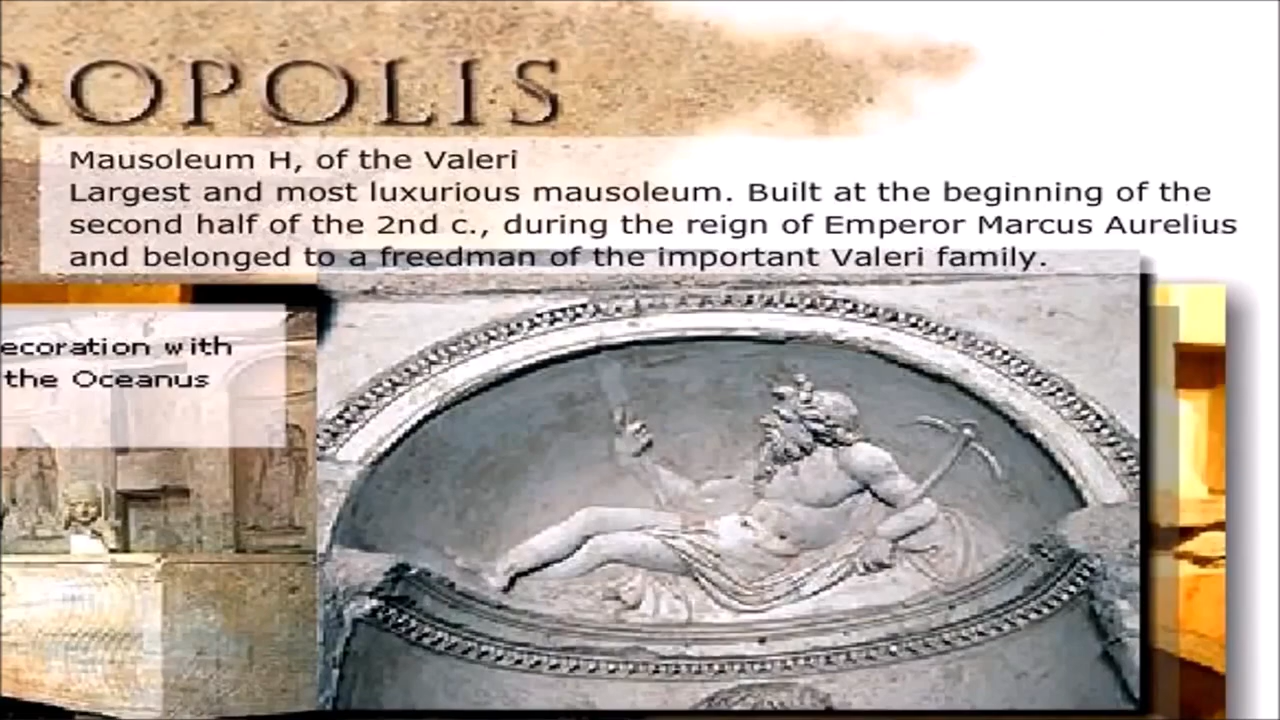 ROPOLIS
Mausoleum H, of the Valeri
Largest and most luxurious mausoleum. Built at the beginning of the
second half of the 2nd c., during the reign of Emperor Marcus Aurelius
and belonged to a freedman of the important Valeri family.
ecoration with
the Oceanus